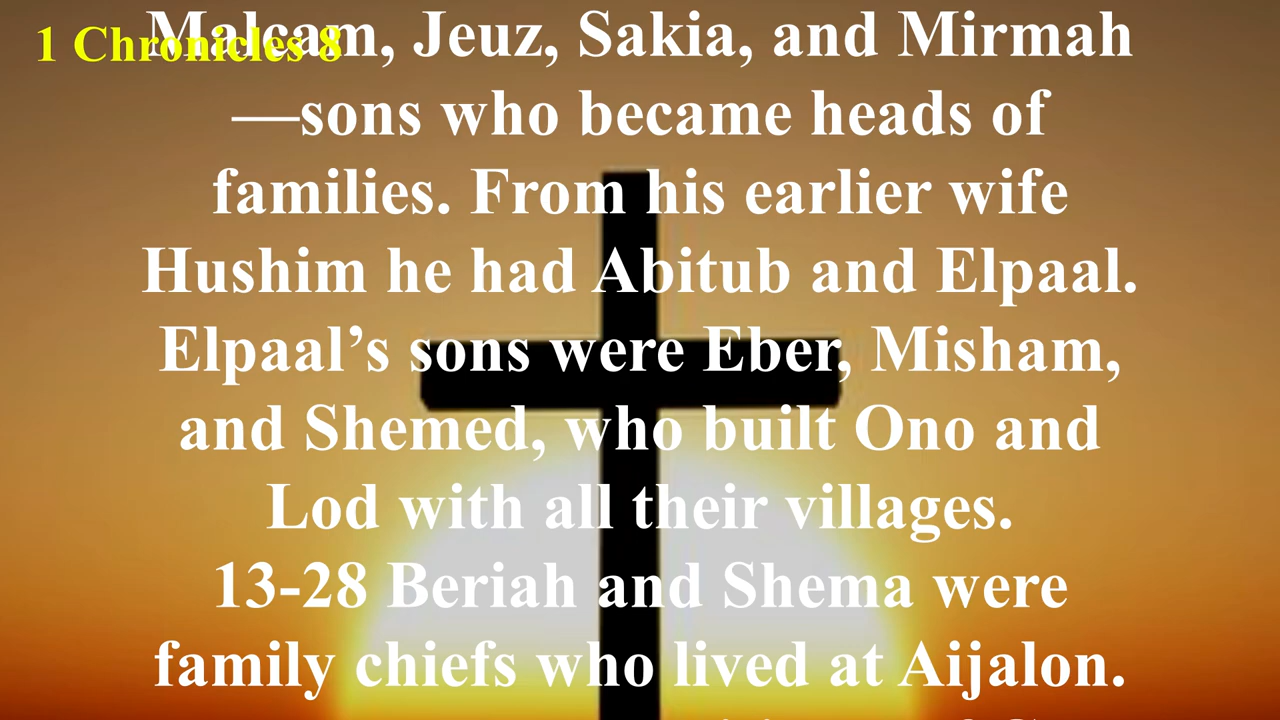 1 Chronicles 8
Malcam, Jeuz, Sakia, and Mirmah
—sons who became heads of
families. From his earlier wife
Hushim he had Abitub and Elpaal.
Elpaal’s sons were Eber, Misham,
and Shemed, who built Ono and
Lod with all their villages.
13-28 Beriah and Shema were
family chiefs who lived at Aijalon.